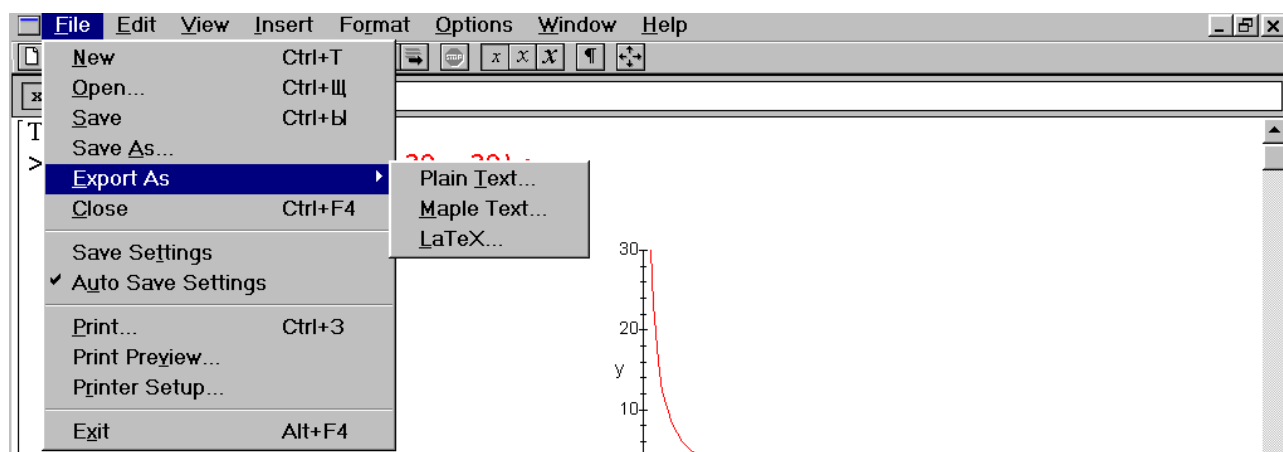 File Edit View Insert Format Options Window Help
STOP x x x ¶
x
New Ctrl+T
Open... Ctrl+Щ
Save Ctrl+Ы
Save As...
Export As
Close Ctrl+F4
Save Settings
✔ Auto Save Settings
Print... Ctrl+З
Print Preview...
Printer Setup...
Exit Alt+F4
Plain Text...
Maple Text...
LaTeX...
T
>
30
20
y
10